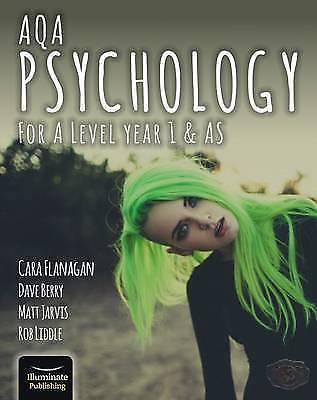 AQA
PSYCHOLOGY
FOR A LEVEL YEAR 1 & AS
CARA FLANAGAN
DAVE BERRY
MATT JARVIS
ROB LIDDLE
illuminate
Publishing